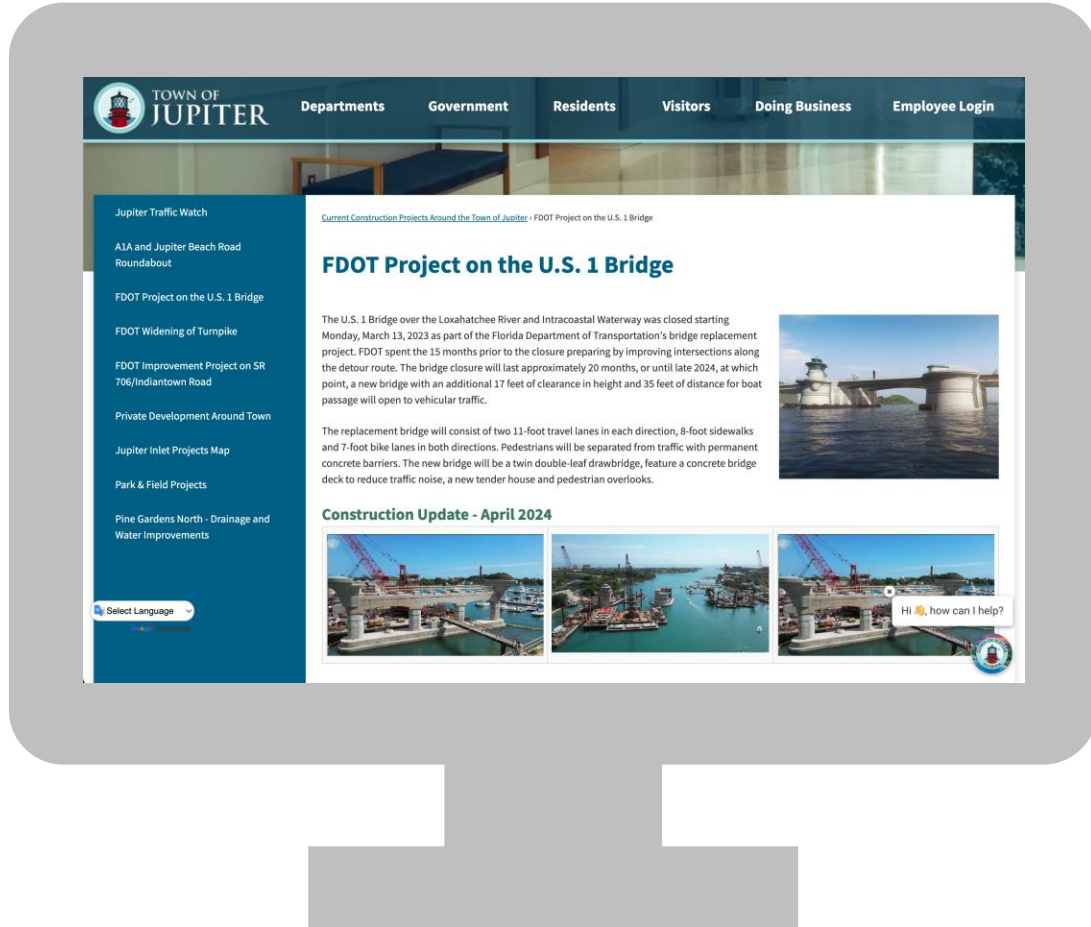 TOWN OF
JUPITER
Departments
Government
Residents
Visitors
Doing Business
Employee Login
Jupiter Traffic Watch
A1A and Jupiter Beach Road
Roundabout
FDOT Project on the U.S. 1 Bridge
FDOT Widening of Turnpike
FDOT Improvement Project on SR
706/Indiantown Road
Private Development Around Town
Jupiter Inlet Projects Map
Park & Field Projects
Pine Gardens North - Drainage and
Water Improvements
Select Language
Current Construction Projects Around the Town of Jupiter › FDOT Project on the U.S. 1 Bridge
FDOT Project on the U.S. 1 Bridge
The U.S. 1 Bridge over the Loxahatchee River and Intracoastal Waterway was closed starting
Monday, March 13, 2023 as part of the Florida Department of Transportation's bridge replacement
project. FDOT spent the 15 months prior to the closure preparing by improving intersections along
the detour route. The bridge closure will last approximately 20 months, or until late 2024, at which
point, a new bridge with an additional 17 feet of clearance in height and 35 feet of distance for boat
passage will open to vehicular traffic.
The replacement bridge will consist of two 11-foot travel lanes in each direction, 8-foot sidewalks
and 7-foot bike lanes in both directions. Pedestrians will be separated from traffic with permanent
concrete barriers. The new bridge will be a twin double-leaf drawbridge, feature a concrete bridge
deck to reduce traffic noise, a new tender house and pedestrian overlooks.
Construction Update - April 2024
Hi 👋, how can I help?